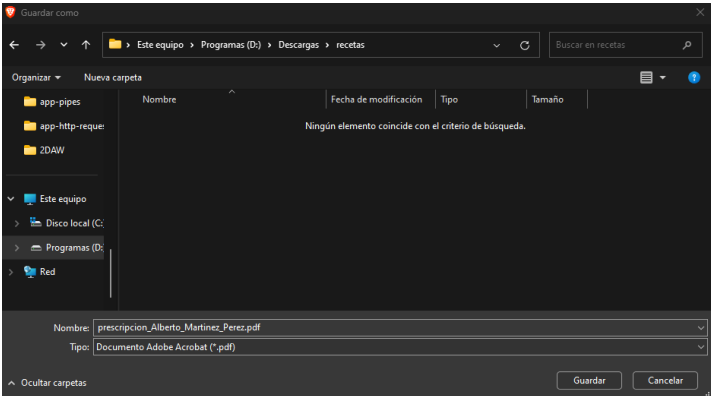 Guardar como
Este equipo > Programas (D:) > Descargas > recetas
Buscar en recetas
Organizar
Nueva carpeta
?
Nombre
Fecha de modificación
Tipo
Tamaño
app-pipes
app-http-reque
2DAW
Ningún elemento coincide con el criterio de búsqueda.
Este equipo
Disco local (C:
Programas (D:
Red
Nombre: prescripcion_Alberto_Martinez_Perez.pdf
Tipo: Documento Adobe Acrobat (*.pdf)
Ocultar carpetas
Guardar
Cancelar